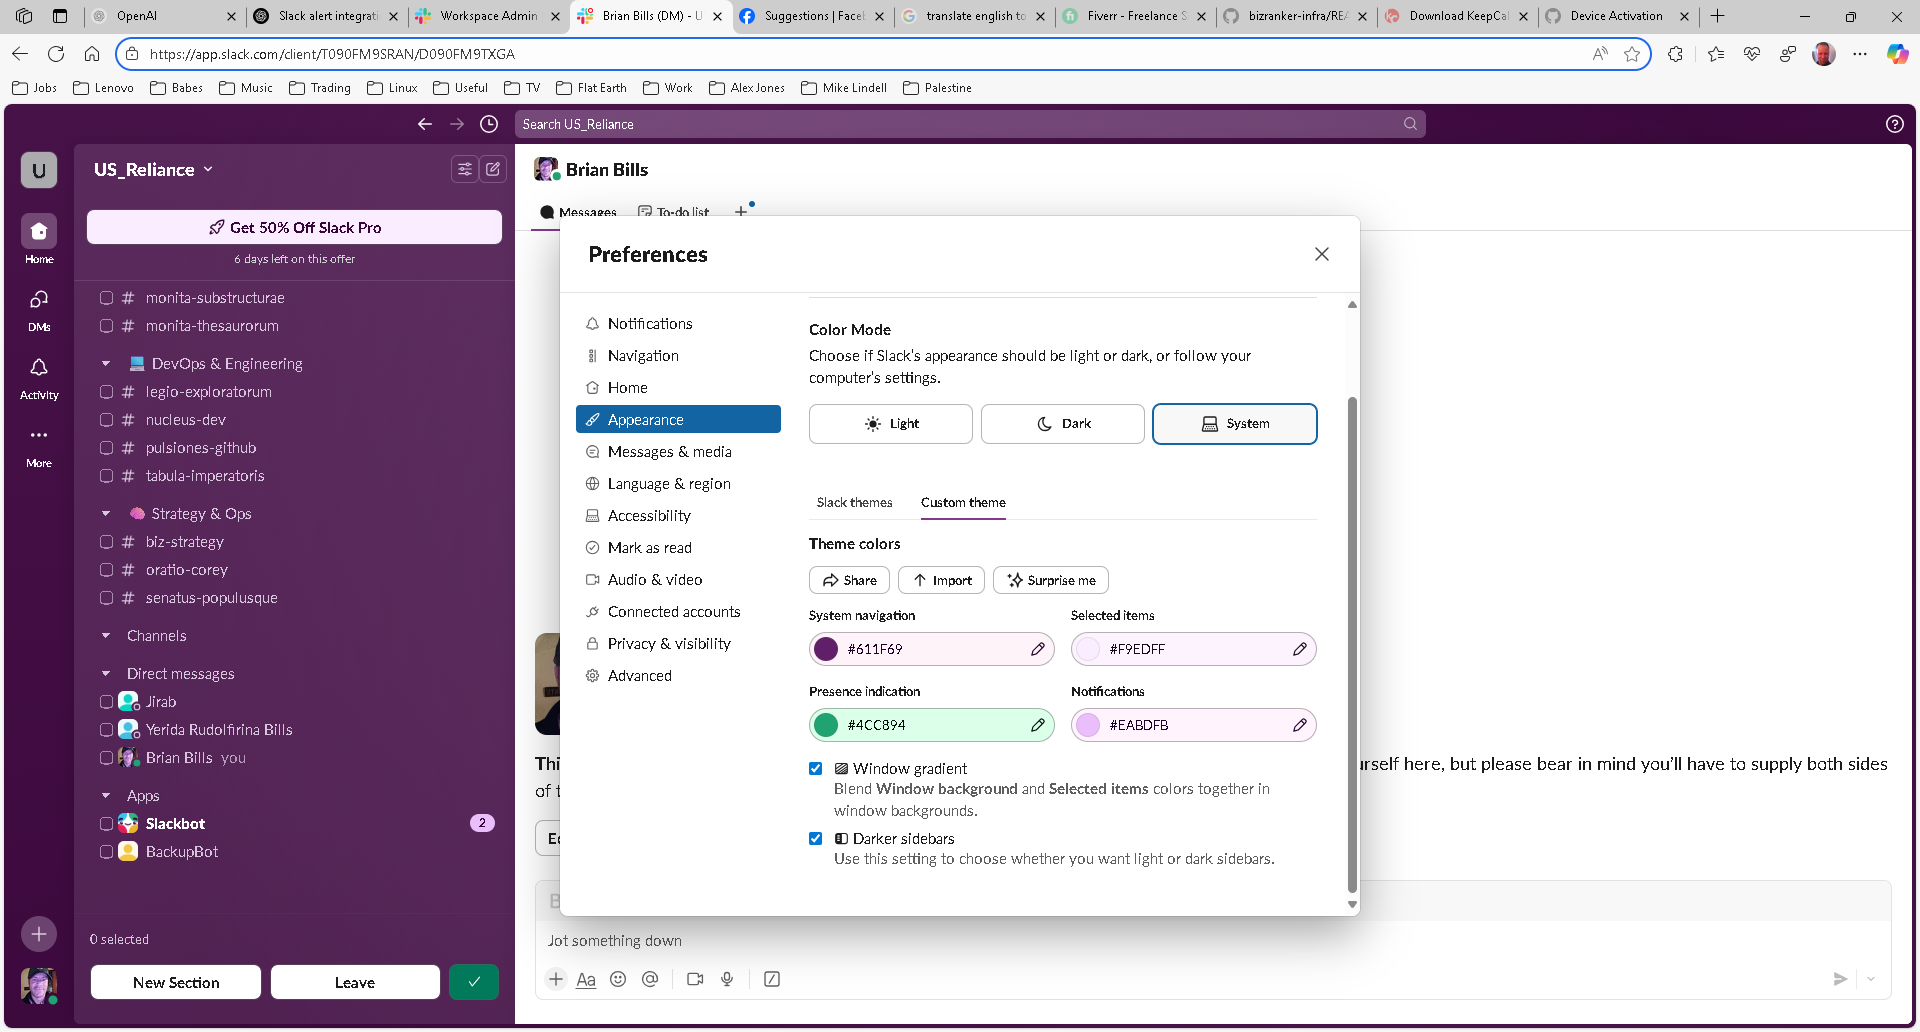 OpenAI
Slack alert integrati
Workspace Admin
Brian Bills (DM) - U
Suggestions | Faceb
translate english to
Fiverr - Freelance S
bizranker-infra/REA
Download KeepCal
Device Activation
https://app.slack.com/client/T090FM9SRAN/D090FM9TXGA
Jobs
Lenovo
Babes
Music
Trading
Linux
Useful
TV
Flat Earth
Work
Alex Jones
Mike Lindell
Palestine
Search US_Reliance
U
Home
DMs
Activity
More
US_Reliance
Get 50% Off Slack Pro
6 days left on this offer
# monita-substructurae
# monita-thesaurorum
DevOps & Engineering
# legio-exploratorum
# nucleus-dev
# pulsiones-github
# tabula-imperatoris
Strategy & Ops
# biz-strategy
# oratio-corey
# senatus-populusque
Channels
Direct messages
Jirab
Yerida Rudolfirina Bills
Brian Bills you
Apps
Slackbot 2
BackupBot
0 selected
New Section
Leave
Brian Bills
Messages
To-do list
Preferences
Notifications
Navigation
Home
Appearance
Messages & media
Language & region
Accessibility
Mark as read
Audio & video
Connected accounts
Privacy & visibility
Advanced
Color Mode
Choose if Slack's appearance should be light or dark, or follow your
computer's settings.
Light
Dark
System
Slack themes
Custom theme
Theme colors
Share
Import
Surprise me
System navigation
#611F69
Selected items
#F9EDFF
Presence indication
#4CC894
Notifications
#EABDFB
Window gradient
Blend Window background and Selected items colors together in
window backgrounds.
Darker sidebars
Use this setting to choose whether you want light or dark sidebars.
Thi
urself here, but please bear in mind you'll have to supply both sides
of t
Ed
B
Jot something down
Aa